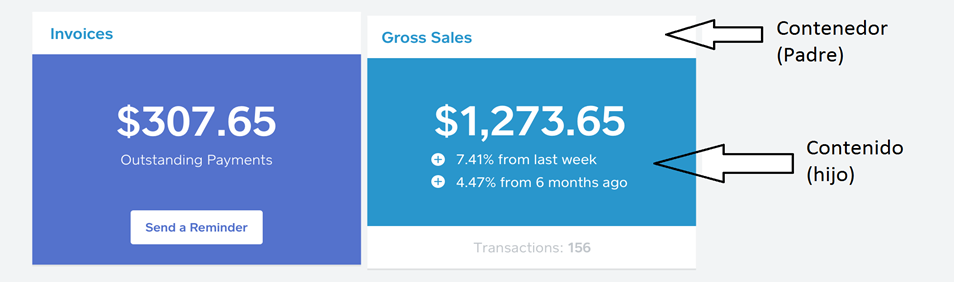 Invoices
$307.65
Outstanding Payments
Send a Reminder
Gross Sales
$1,273.65
7.41% from last week
4.47% from 6 months ago
Transactions: 156
Contenedor
(Padre)
Contenido
(hijo)